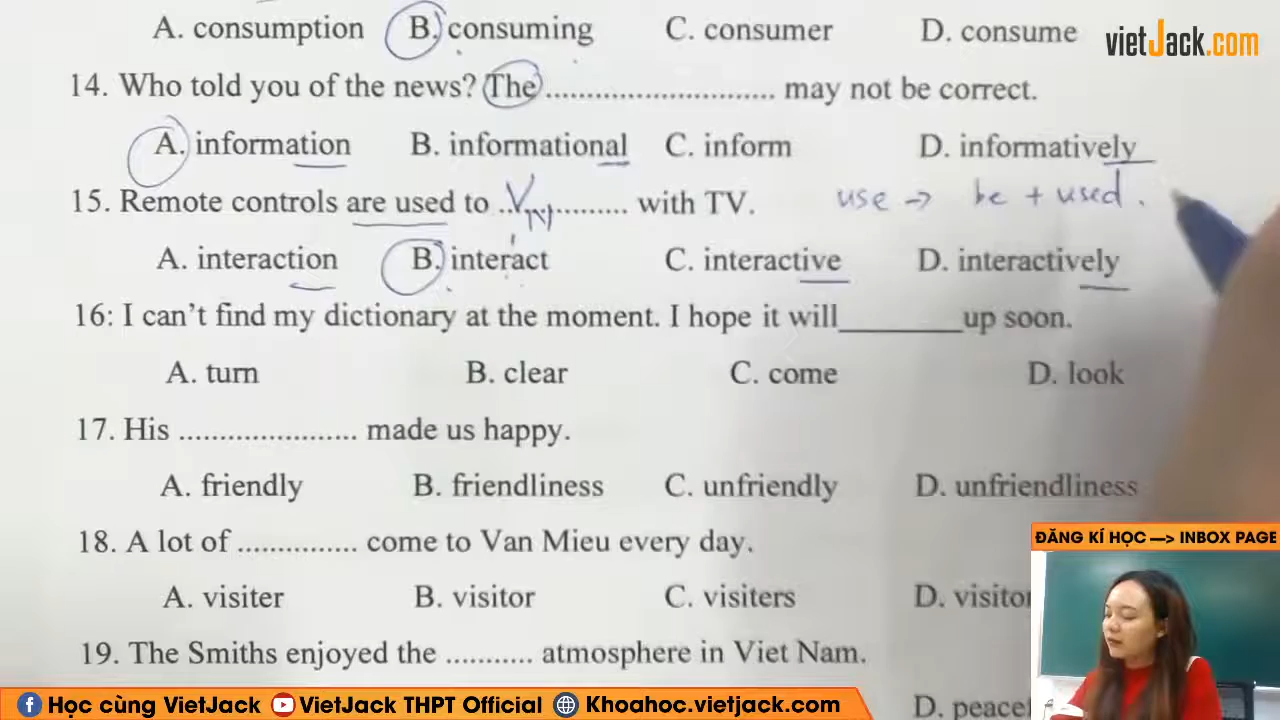 A. consumption B. consuming C. consumer D. consume
vietJack.com
14. Who told you of the news? The ............................ may not be correct.
A. information B. informational C. inform D. informatively
15. Remote controls are used to ................ with TV. use → be + used.
A. interaction B. interact C. interactive D. interactively
16: I can't find my dictionary at the moment. I hope it will________up soon.
A. turn B. clear C. come D. look
17. His ...................... made us happy.
A. friendly B. friendliness C. unfriendly D. unfriendliness
18. A lot of ............... come to Van Mieu every day.
A. visiter B. visitor C. visiters
19. The Smiths enjoyed the ........... atmosphere in Viet Nam.
ĐĂNG KÍ HỌC —> INBOX PAGE
Học cùng VietJack VietJack THPT Official Khoahoc.vietjack.com